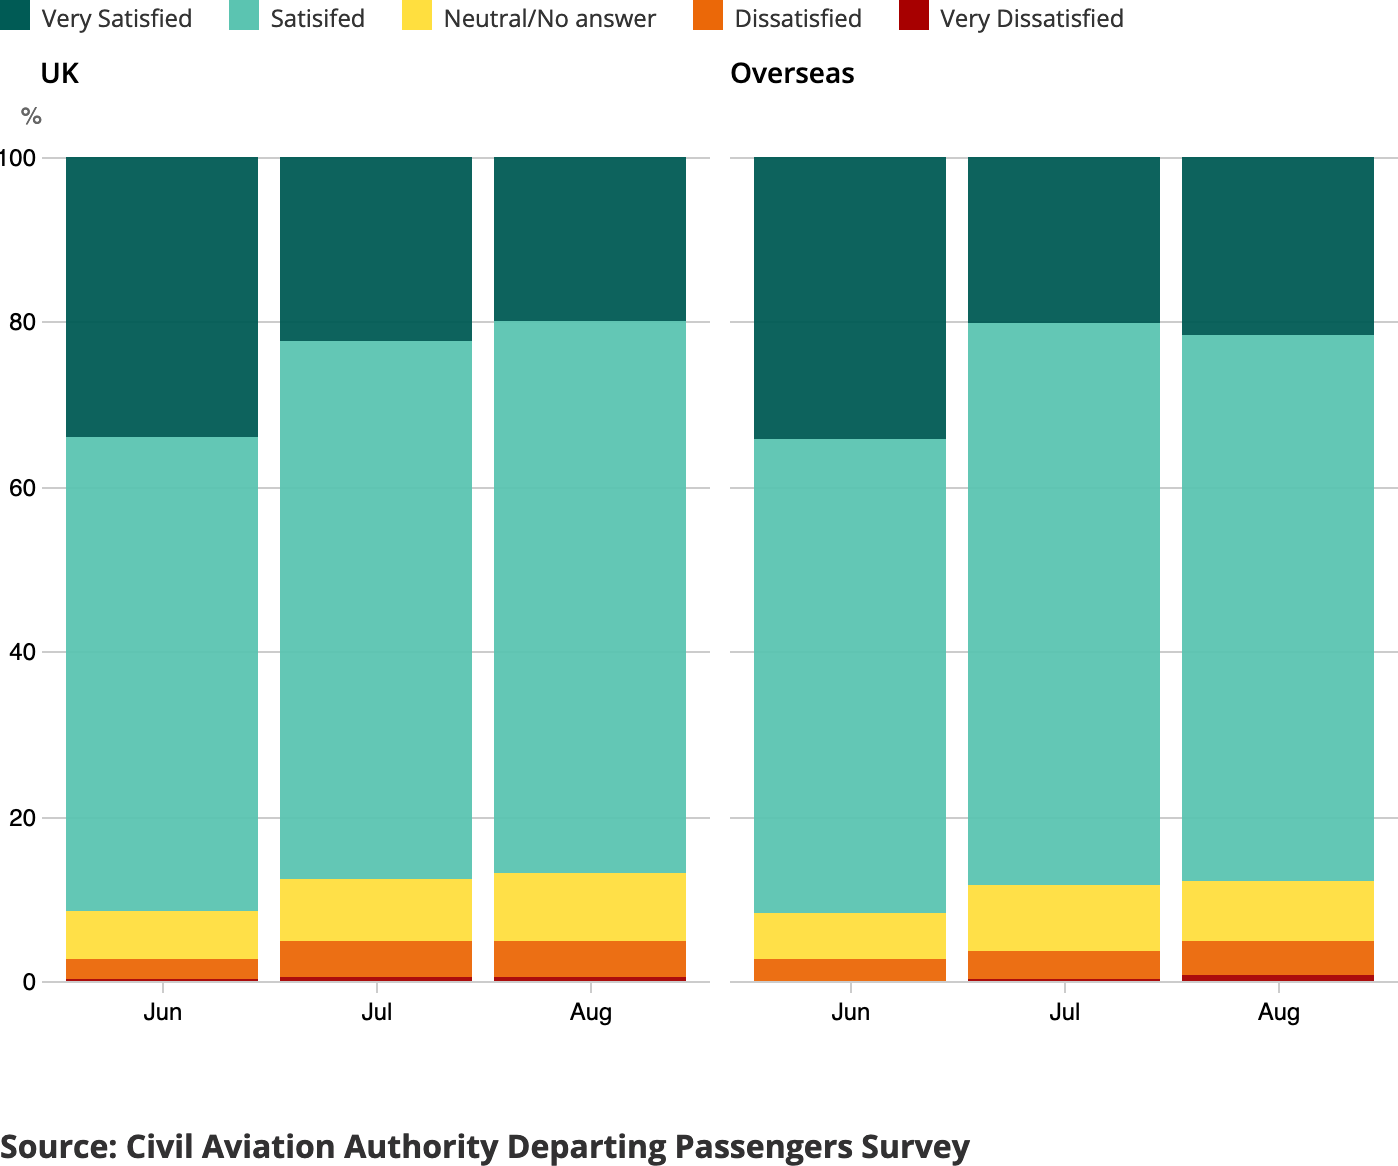 Very Satisfied Satisifed Neutral/No answer Dissatisfied Very Dissatisfied
UK Overseas
%
100
80
60
40
20
0
Jun Jul Aug Jun Jul Aug
Source: Civil Aviation Authority Departing Passengers Survey